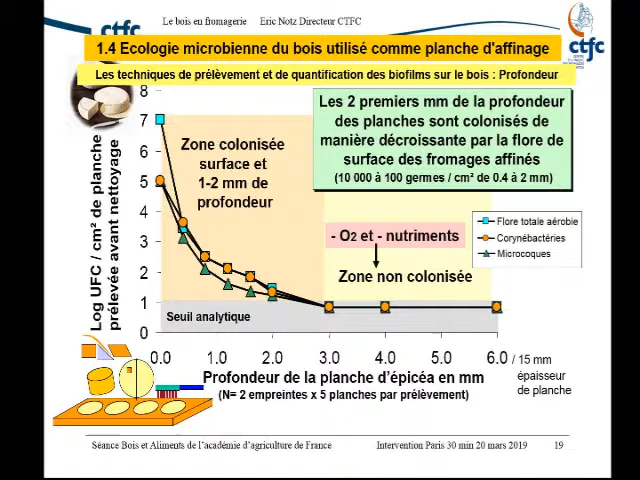 ctfc
Le bois en fromagerie Eric Notz Directeur CTFC
19
ctfc
1.4 Ecologie microbienne du bois utilisé comme planche d'affinage
Les techniques de prélèvement et de quantification des biofilms sur le bois : Profondeur
Log UFC / cm² de planche
prélevée avant nettoyage
8
7
6
5
4
3
2
1
0
Zone colonisée
surface et
1-2 mm de
profondeur
Les 2 premiers mm de la profondeur
des planches sont colonisés de
manière décroissante par la flore de
surface des fromages affinés
(10 000 à 100 germes / cm² de 0.4 à 2 mm)
- O2 et - nutriments
Zone non colonisée
Flore totale aérobie
Corynébactéries
Microcoques
Seuil analytique
0.0 1.0 2.0 3.0 4.0 5.0 6.0 / 15 mm
épaisseur
de planche
Profondeur de la planche d'épicéa en mm
(N= 2 empreintes x 5 planches par prélèvement)
Séance Bois et Aliments de l'académie d'agriculture de France Intervention Paris 30 min 20 mars 2019 19